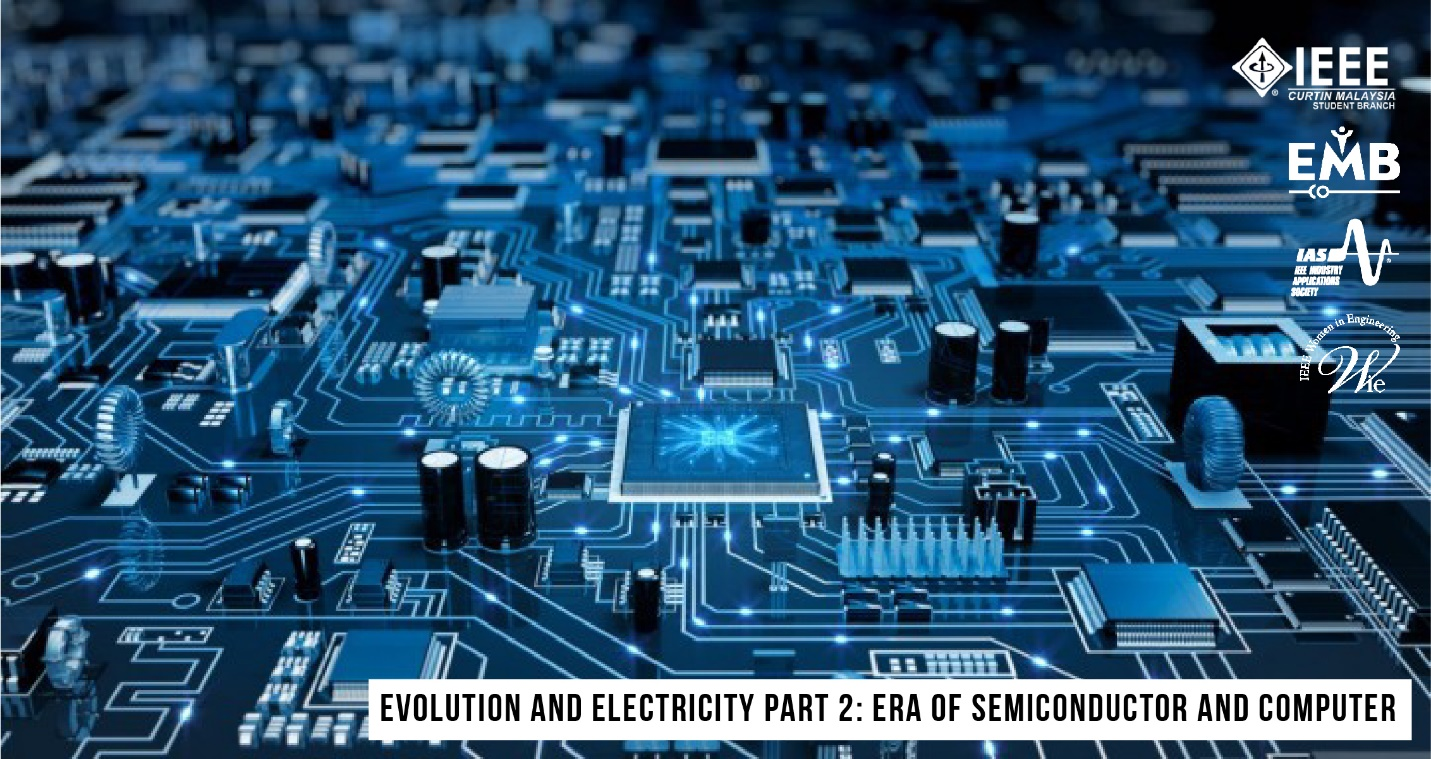 IEEE
CURTIN MALAYSIA
STUDENT BRANCH
EMB
IAS
IEEE INDUSTRY
APPLICATIONS
SOCIETY
IEEE Women in Engineering
WIE
EVOLUTION AND ELECTRICITY PART 2: ERA OF SEMICONDUCTOR AND COMPUTER